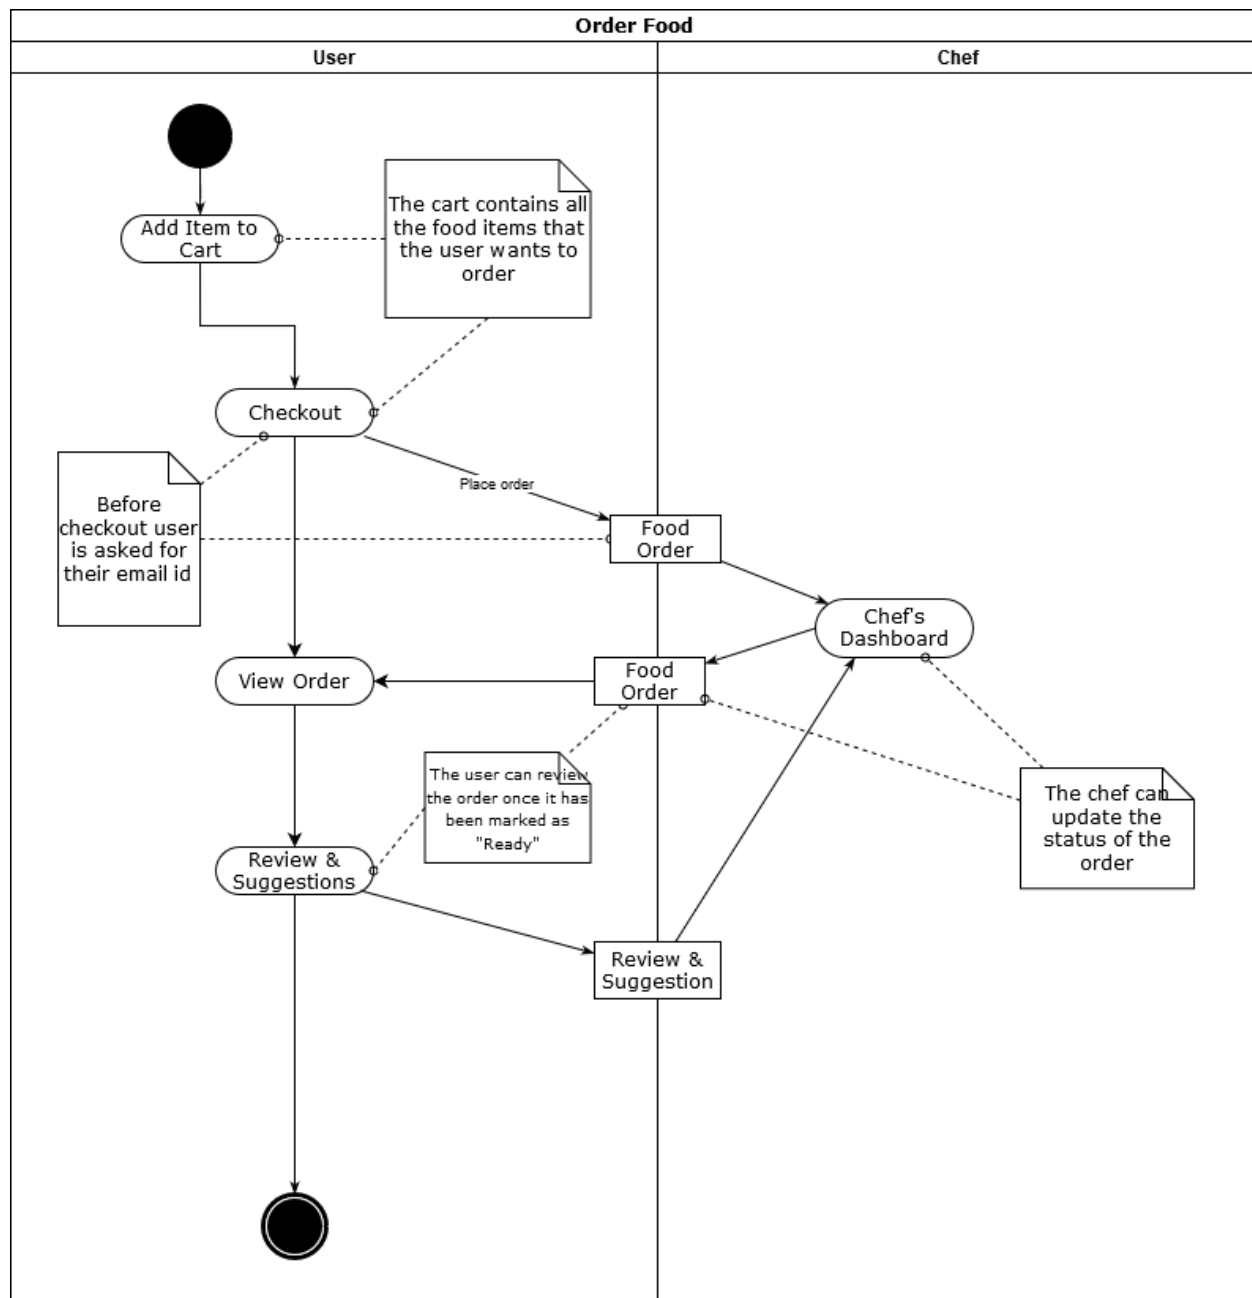 Order Food
User
Chef
Add Item to
Cart
The cart contains all
the food items that
the user wants to
order
Checkout
Place order
Before
checkout user
is asked for
their email id
Food
Order
Chef's
Dashboard
View Order
Food
Order
The user can review
the order once it has
been marked as
"Ready"
The chef can
update the
status of the
order
Review &
Suggestions
Review &
Suggestion